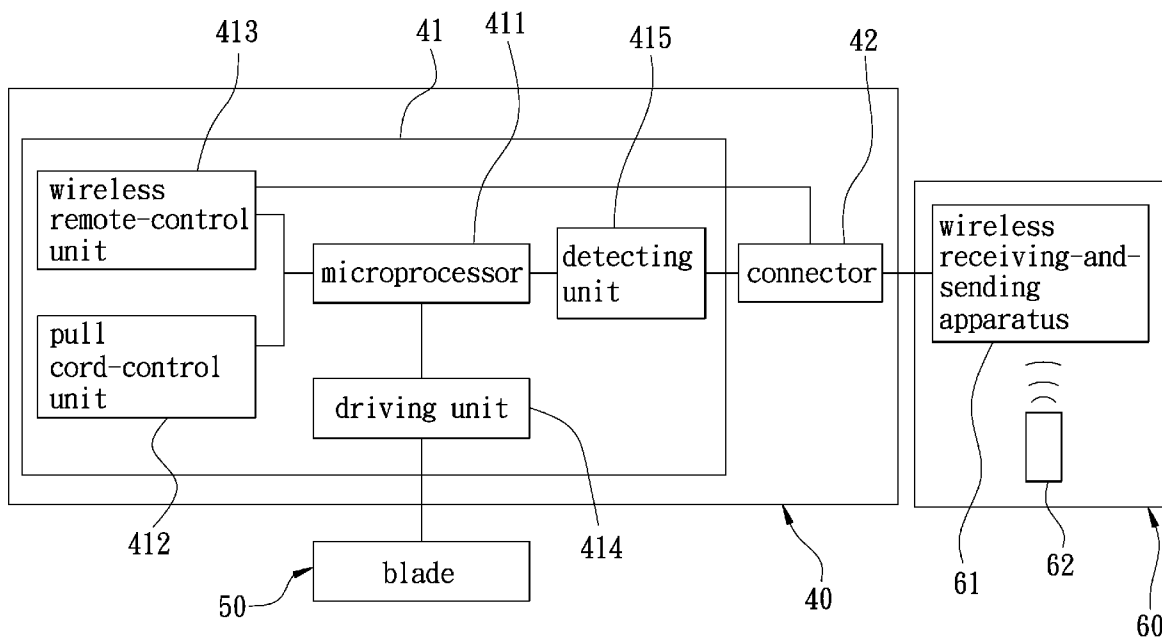 413
41
411
415
42
wireless
remote-control
unit
microprocessor
detecting
unit
connector
wireless
receiving-and-
sending
apparatus
pull
cord-control
unit
driving unit
412
414
40
61
62
60
50
blade